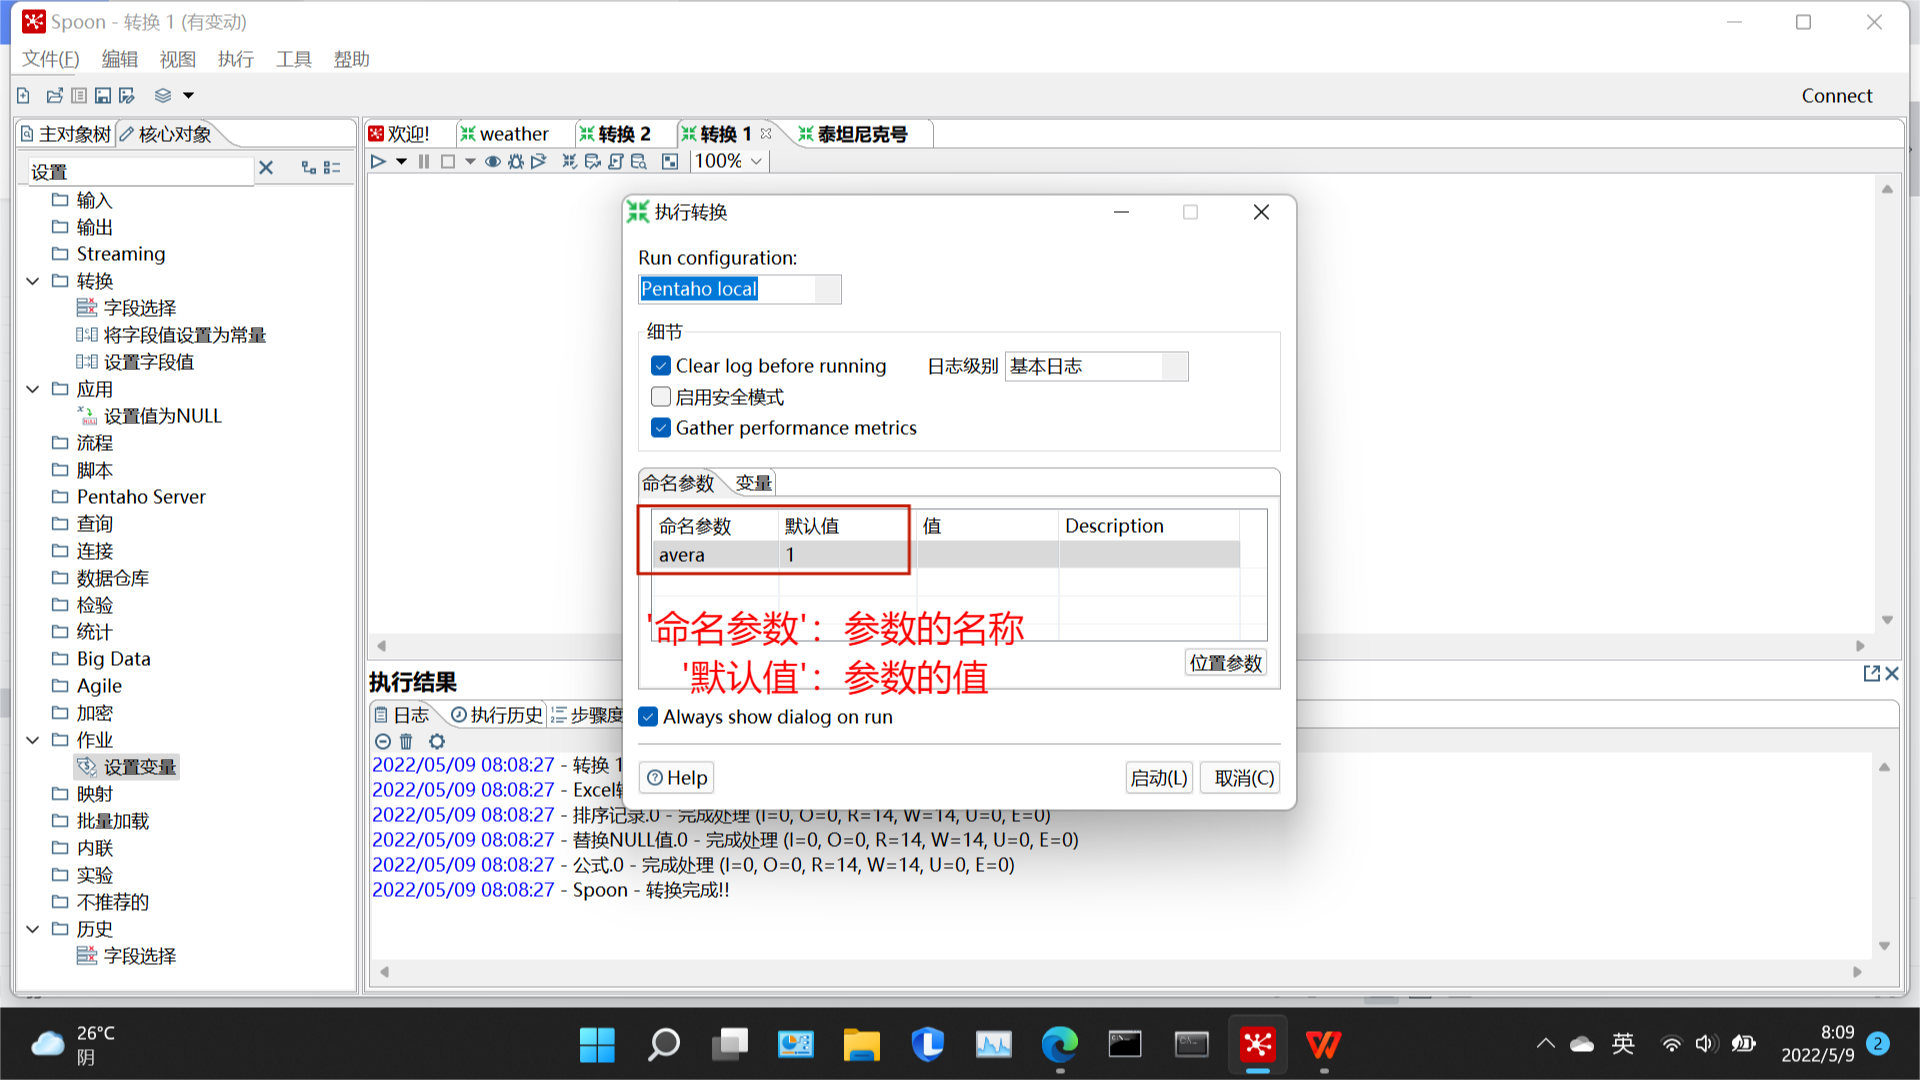 Spoon - 转换 1 (有变动)
文件(F) 编辑 视图 执行 工具 帮助
Connect
主对象树 核心对象
欢迎! weather 转换 2 转换 1 泰坦尼克号
设置
100%
输入
输出
Streaming
转换
字段选择
将字段值设置为常量
设置字段值
应用
设置值为NULL
流程
脚本
Pentaho Server
查询
连接
数据仓库
检验
统计
Big Data
Agile
加密
作业
设置变量
映射
批量加载
内联
实验
不推荐的
历史
字段选择
执行转换
Run configuration:
Pentaho local
细节
Clear log before running 日志级别 基本日志
启用安全模式
Gather performance metrics
命名参数 变量
命名参数 默认值 值 Description
avera 1
'命名参数'：参数的名称
'默认值'：参数的值
位置参数
Always show dialog on run
Help 启动(L) 取消(C)
执行结果
日志 执行历史 步骤度
2022/05/09 08:08:27 - 转换 1
2022/05/09 08:08:27 - Excel
2022/05/09 08:08:27 - 排序记录.0 - 完成处理 (I=0, O=0, R=14, W=14, U=0, E=0)
2022/05/09 08:08:27 - 替换NULL值.0 - 完成处理 (I=0, O=0, R=14, W=14, U=0, E=0)
2022/05/09 08:08:27 - 公式.0 - 完成处理 (I=0, O=0, R=14, W=14, U=0, E=0)
2022/05/09 08:08:27 - Spoon - 转换完成!!
26°C
阴
英
8:09
2022/5/9
2